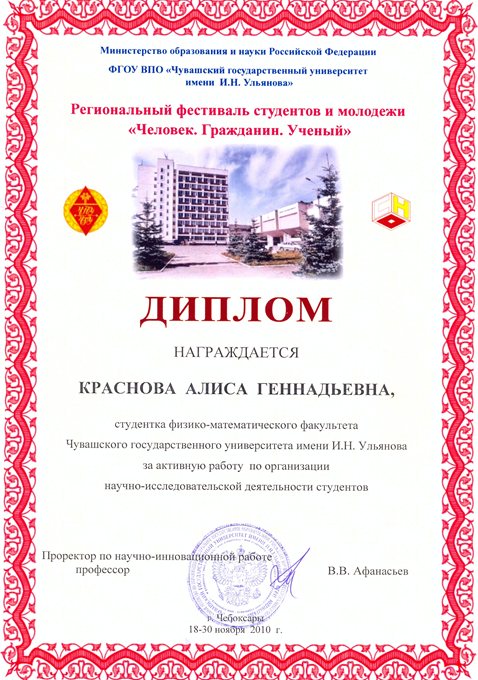 Министерство образования и науки Российской Федерации
ФГОУ ВПО «Чувашский государственный университет
имени И.Н. Ульянова»
Региональный фестиваль студентов и молодежи
«Человек. Гражданин. Ученый»
ДИПЛОМ
НАГРАЖДАЕТСЯ
КРАСНОВА АЛИСА ГЕННАДЬЕВНА,
студентка физико-математического факультета
Чувашского государственного университета имени И.Н. Ульянова
за активную работу по организации
научно-исследовательской деятельности студентов
Проректор по научно-инновационной работе
профессор В.В. Афанасьев
г. Чебоксары
18-30 ноября 2010 г.